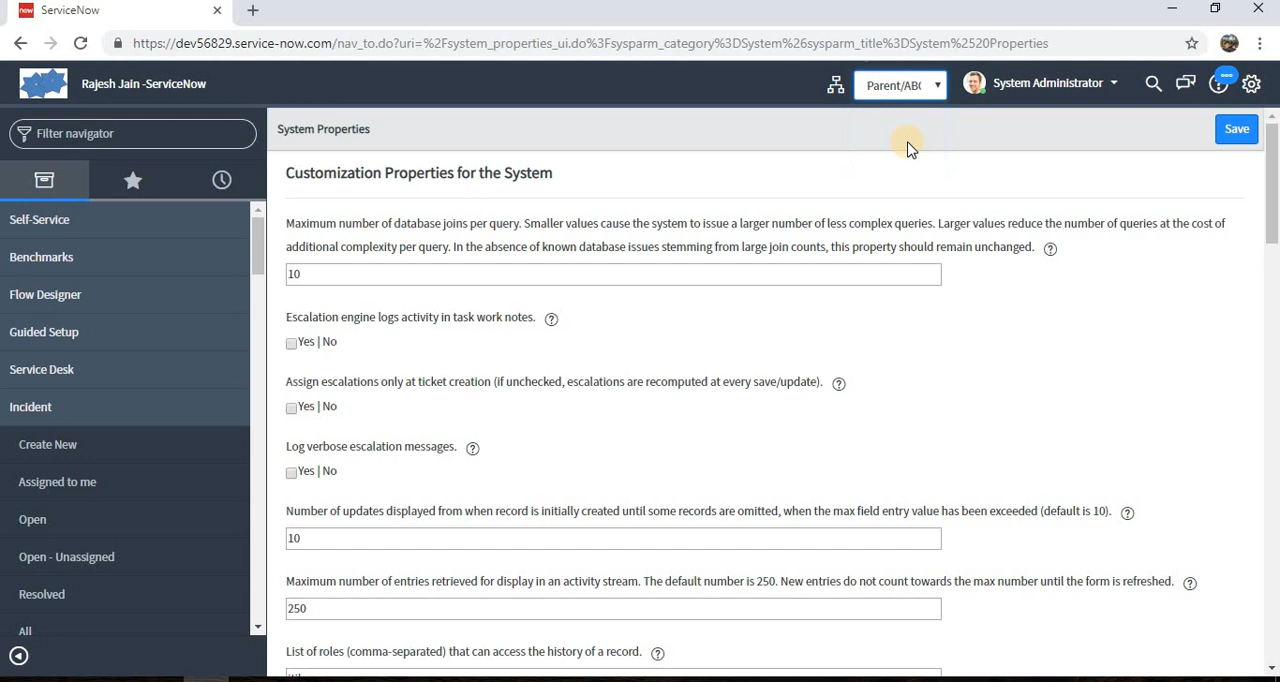 now ServiceNow
https://dev56829.service-now.com/nav_to.do?uri=%2Fsystem_properties_ui.do%3Fsysparm_category%3DSystem%26sysparm_title%3DSystem%2520Properties
Rajesh Jain -ServiceNow
Parent/AB
System Administrator
Filter navigator
System Properties
Save
Customization Properties for the System
Self-Service
Maximum number of database joins per query. Smaller values cause the system to issue a larger number of less complex queries. Larger values reduce the number of queries at the cost of
additional complexity per query. In the absence of known database issues stemming from large join counts, this property should remain unchanged.
Benchmarks
10
Flow Designer
Escalation engine logs activity in task work notes.
Guided Setup
Yes | No
Service Desk
Assign escalations only at ticket creation (if unchecked, escalations are recomputed at every save/update).
Incident
Yes | No
Create New
Log verbose escalation messages.
Yes | No
Assigned to me
Number of updates displayed from when record is initially created until some records are omitted, when the max field entry value has been exceeded (default is 10).
Open
10
Open - Unassigned
Maximum number of entries retrieved for display in an activity stream. The default number is 250. New entries do not count towards the max number until the form is refreshed.
Resolved
250
All
List of roles (comma-separated) that can access the history of a record.